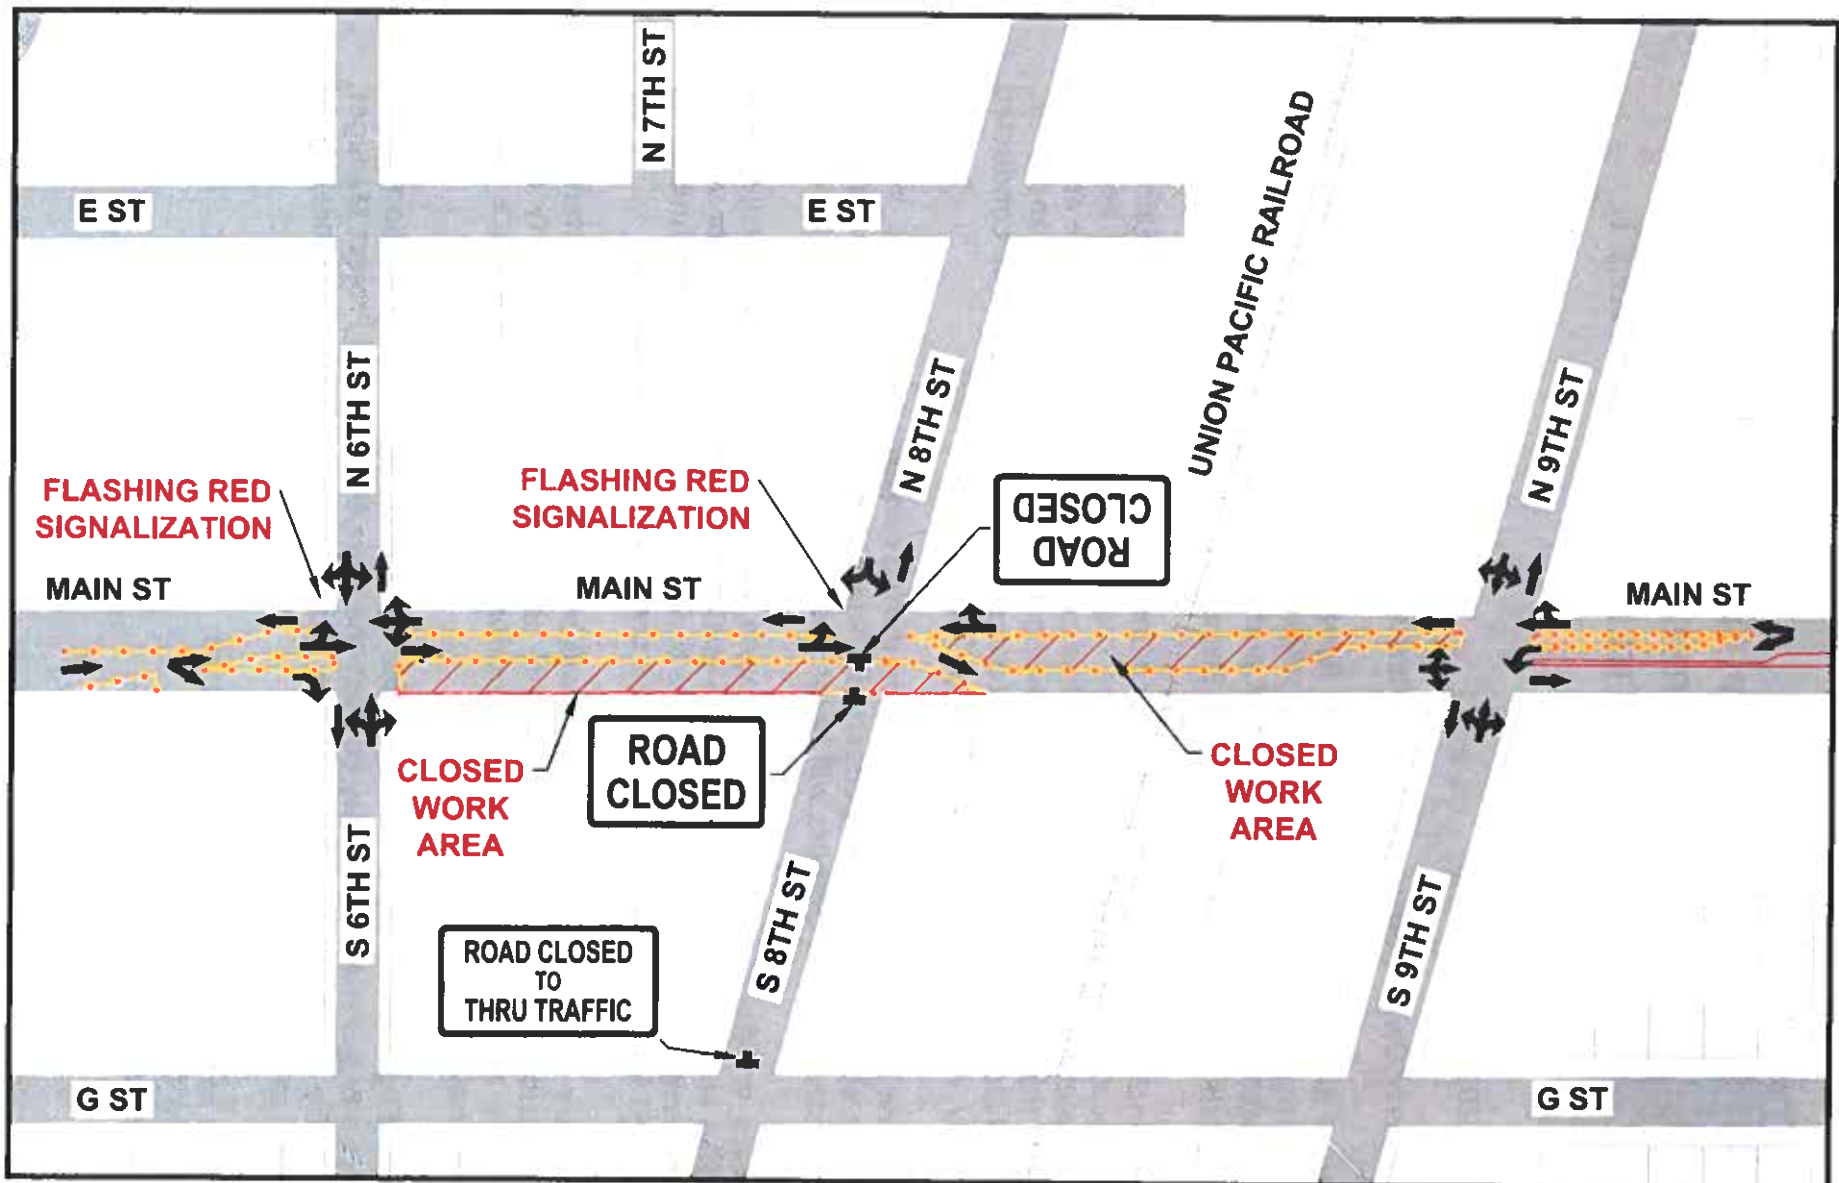 N 7TH ST
E ST
E ST
UNION PACIFIC RAILROAD
N 6TH ST
N 8TH ST
N 9TH ST
FLASHING RED
SIGNALIZATION
FLASHING RED
SIGNALIZATION
ROAD
CLOSED
MAIN ST
MAIN ST
MAIN ST
ROAD
CLOSED
CLOSED
WORK
AREA
CLOSED
WORK
AREA
S 6TH ST
S 8TH ST
S 9TH ST
ROAD CLOSED
TO
THRU TRAFFIC
G ST
G ST